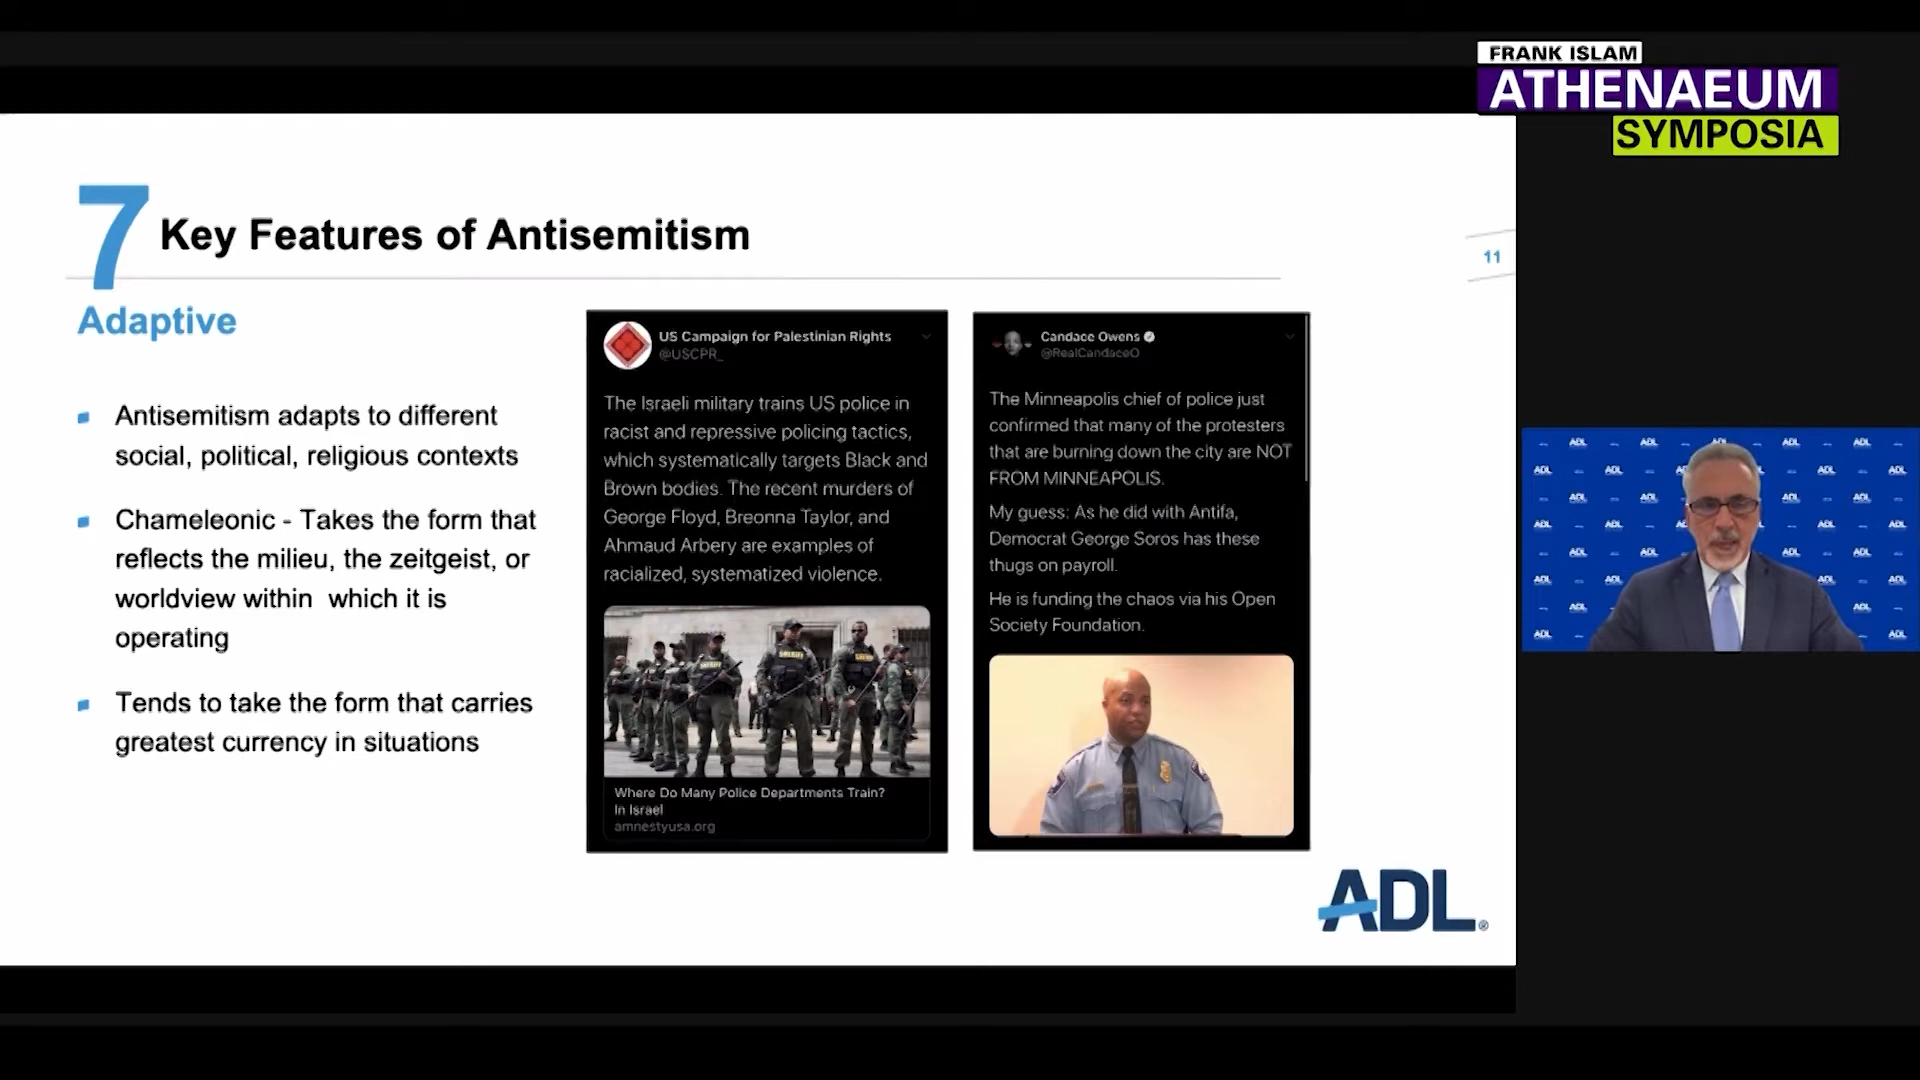 FRANK ISLAM
ATHENAEUM
SYMPOSIA
7 Key Features of Antisemitism
11
Adaptive
Antisemitism adapts to different
social, political, religious contexts
Chameleonic - Takes the form that
reflects the milieu, the zeitgeist, or
worldview within which it is
operating
Tends to take the form that carries
greatest currency in situations
US Campaign for Palestinian Rights
@USCPR_
The Israeli military trains US police in
racist and repressive policing tactics,
which systematically targets Black and
Brown bodies. The recent murders of
George Floyd, Breonna Taylor, and
Ahmaud Arbery are examples of
racialized, systematized violence.
SHERIFF
Where Do Many Police Departments Train?
In Israel
amnestyusa.org
Candace Owens
@RealCandaceO
The Minneapolis chief of police just
confirmed that many of the protesters
that are burning down the city are NOT
FROM MINNEAPOLIS.
My guess: As he did with Antifa,
Democrat George Soros has these
thugs on payroll.
He is funding the chaos via his Open
Society Foundation.
ADL®
ADL